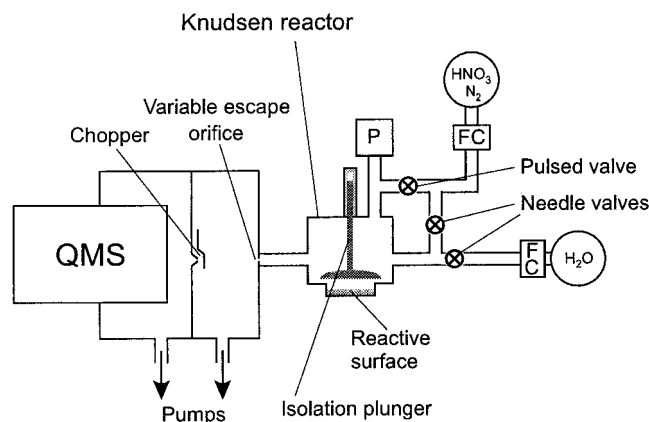 Knudsen reactor
HNO₃
N₂
Variable escape
orifice
Chopper
P
FC
Pulsed valve
Needle valves
QMS
F
C
H₂O
Reactive
surface
Isolation plunger
Pumps